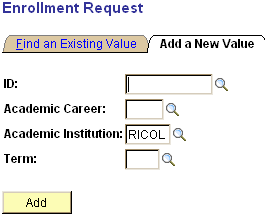 Enrollment Request
Find an Existing Value Add a New Value
ID:
Academic Career:
Academic Institution: RICOL
Term:
Add